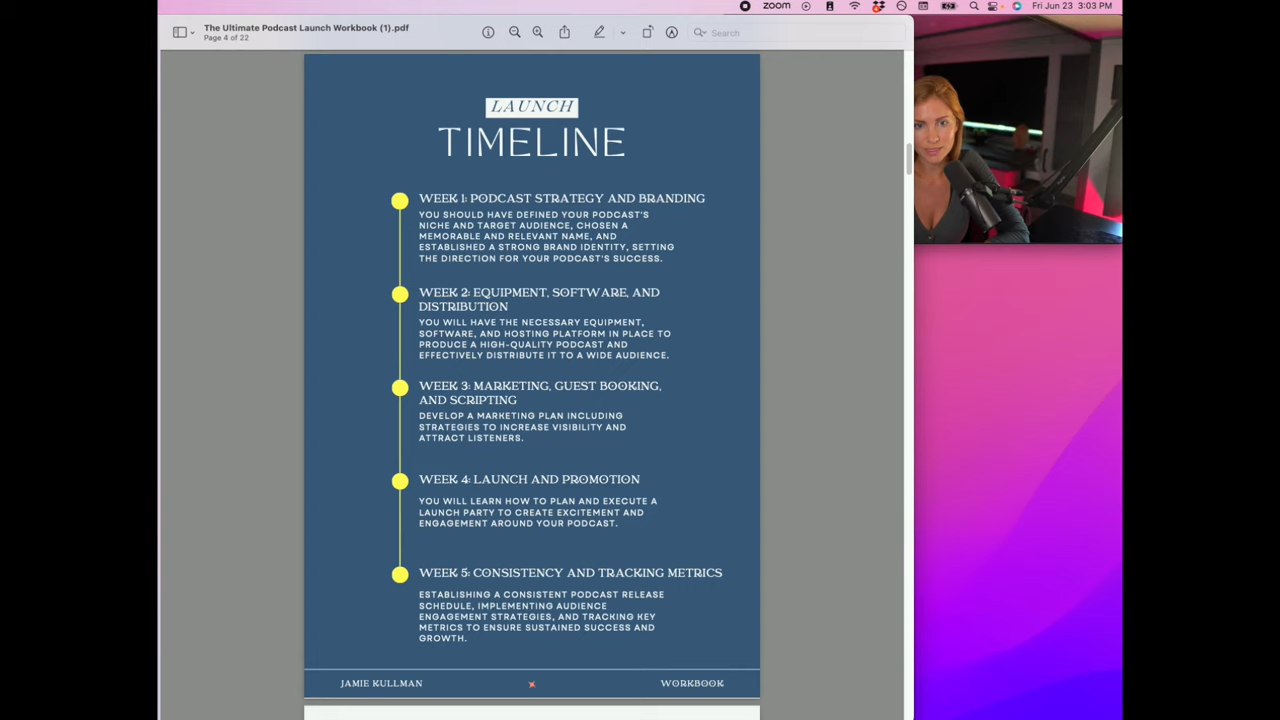 zoom
Fri Jun 23 3:03 PM
The Ultimate Podcast Launch Workbook (1).pdf
Page 4 of 22
Search
LAUNCH
TIMELINE
WEEK 1: PODCAST STRATEGY AND BRANDING
YOU SHOULD HAVE DEFINED YOUR PODCAST'S
NICHE AND TARGET AUDIENCE, CHOSEN A
MEMORABLE AND RELEVANT NAME, AND
ESTABLISHED A STRONG BRAND IDENTITY, SETTING
THE DIRECTION FOR YOUR PODCAST'S SUCCESS.
WEEK 2: EQUIPMENT, SOFTWARE, AND
DISTRIBUTION
YOU WILL HAVE THE NECESSARY EQUIPMENT,
SOFTWARE, AND HOSTING PLATFORM IN PLACE TO
PRODUCE A HIGH-QUALITY PODCAST AND
EFFECTIVELY DISTRIBUTE IT TO A WIDE AUDIENCE.
WEEK 3: MARKETING, GUEST BOOKING,
AND SCRIPTING
DEVELOP A MARKETING PLAN INCLUDING
STRATEGIES TO INCREASE VISIBILITY AND
ATTRACT LISTENERS.
WEEK 4: LAUNCH AND PROMOTION
YOU WILL LEARN HOW TO PLAN AND EXECUTE A
LAUNCH PARTY TO CREATE EXCITEMENT AND
ENGAGEMENT AROUND YOUR PODCAST.
WEEK 5: CONSISTENCY AND TRACKING METRICS
ESTABLISHING A CONSISTENT PODCAST RELEASE
SCHEDULE, IMPLEMENTING AUDIENCE
ENGAGEMENT STRATEGIES, AND TRACKING KEY
METRICS TO ENSURE SUSTAINED SUCCESS AND
GROWTH.
JAMIE KULLMAN
WORKBOOK